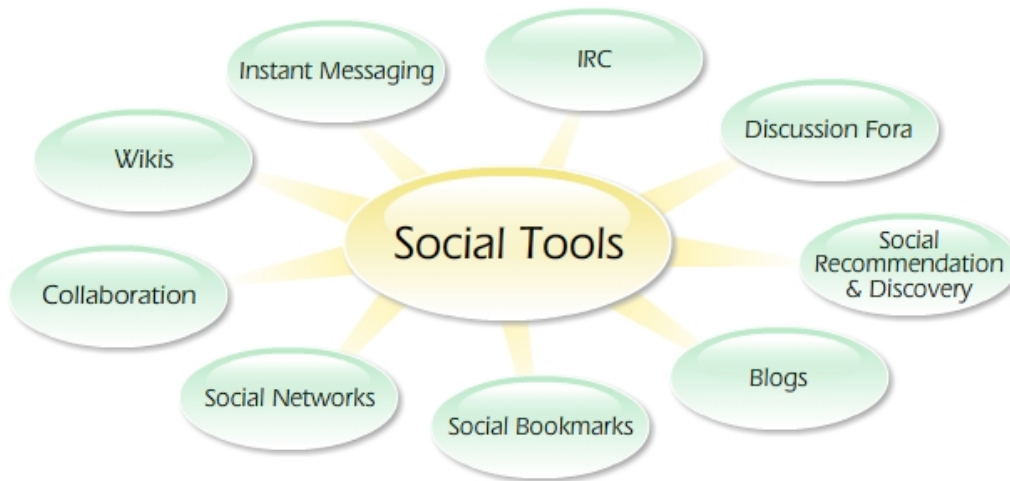 IRC
Instant Messaging
Discussion Fora
Wikis
Social Tools
Social
Recommendation
& Discovery
Collaboration
Blogs
Social Networks
Social Bookmarks